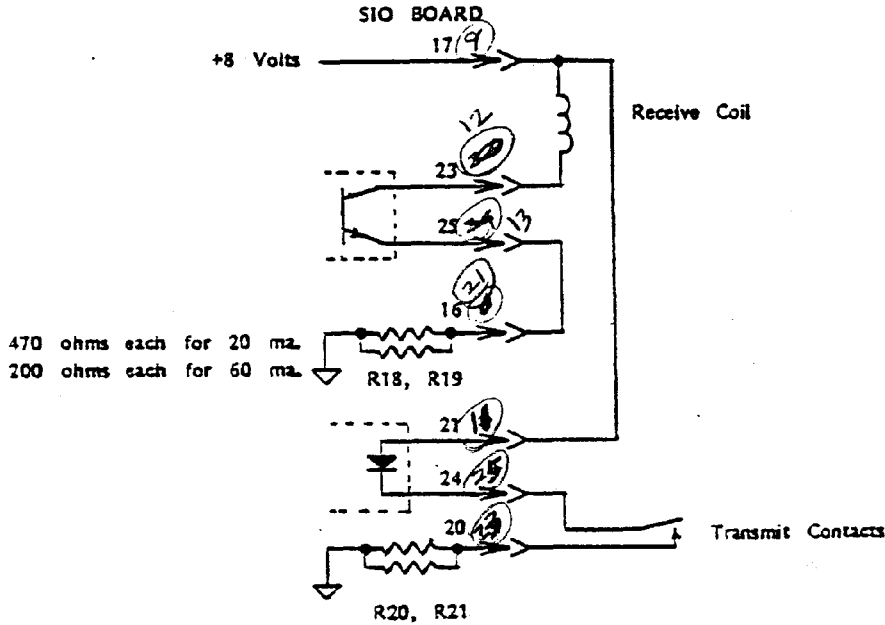 SIO BOARD
+8 Volts
17 9
Receive Coil
12
23
25 13
21
16
470 ohms each for 20 ma.
200 ohms each for 60 ma.
R18, R19
21
24 25
20
Transmit Contacts
R20, R21